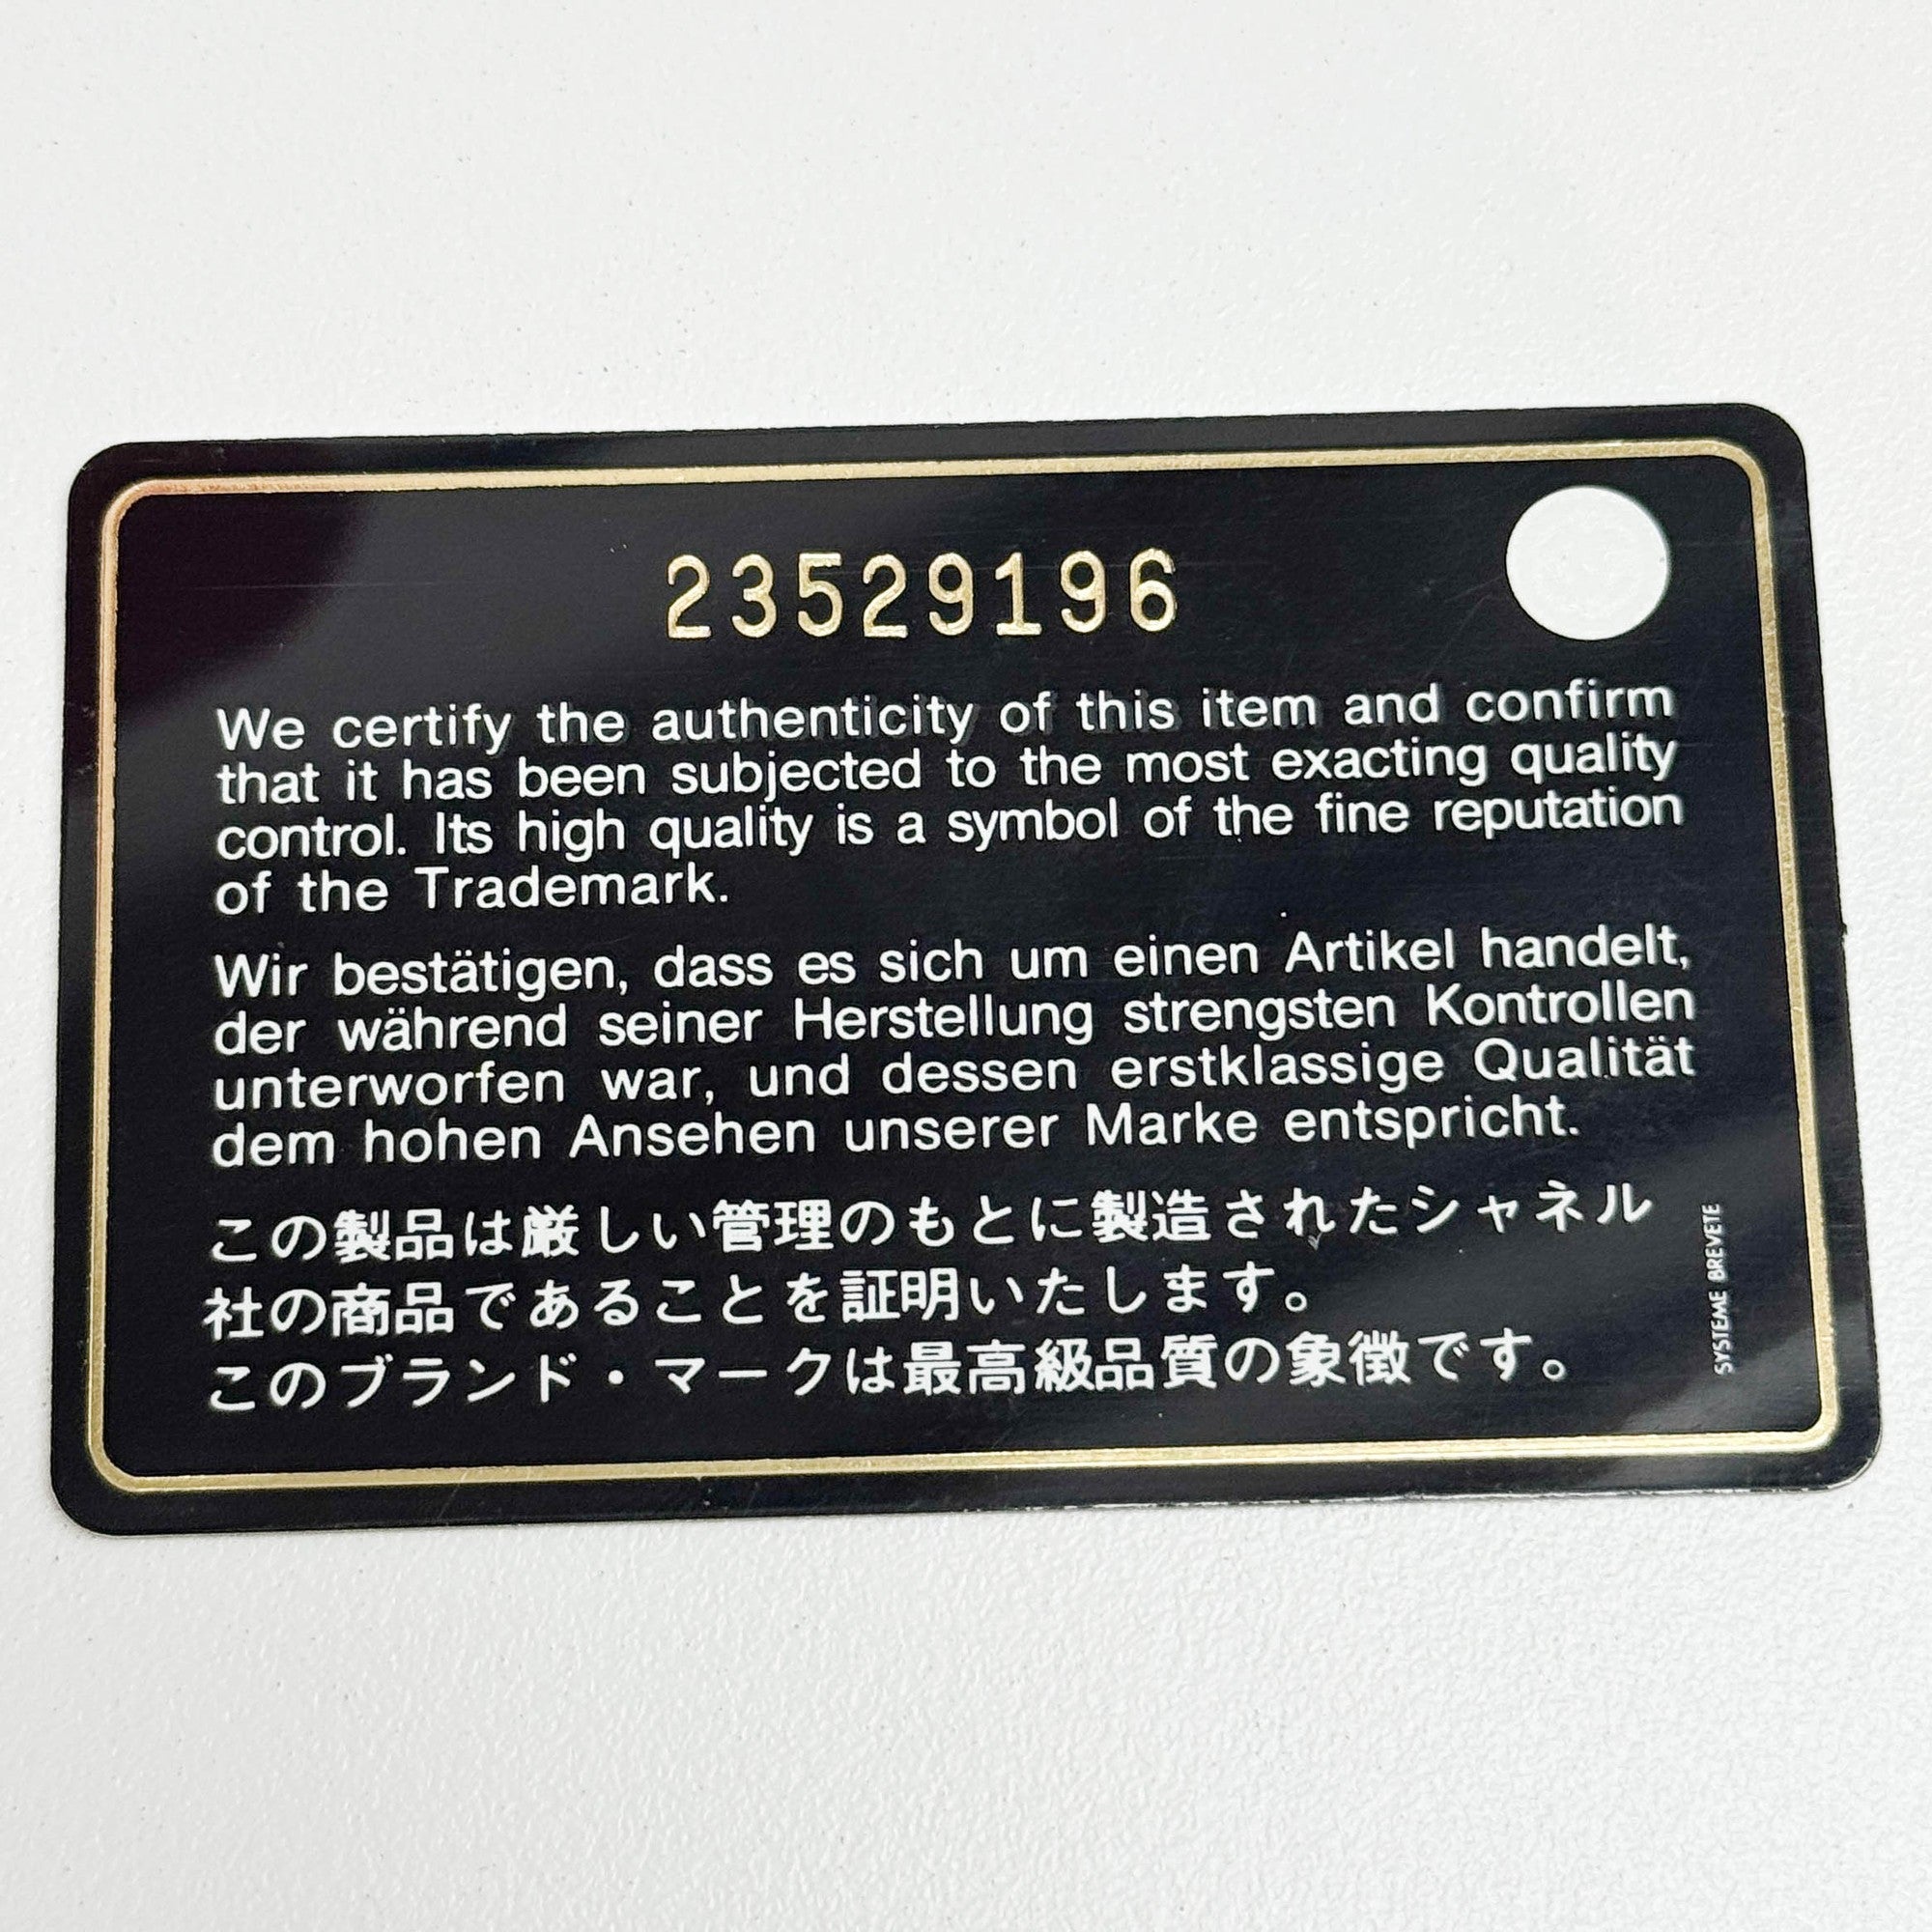 23529196
We certify the authenticity of this item and confirm
that it has been subjected to the most exacting quality
control. Its high quality is a symbol of the fine reputation
of the Trademark.
Wir bestätigen, dass es sich um einen Artikel handelt,
der während seiner Herstellung strengsten Kontrollen
unterworfen war, und dessen erstklassige Qualität
dem hohen Ansehen unserer Marke entspricht.
この製品は厳しい管理のもとに製造されたシャネル
社の商品であることを証明いたします。
このブランド・マークは最高級品質の象徴です。
SYSTEME BREVETE